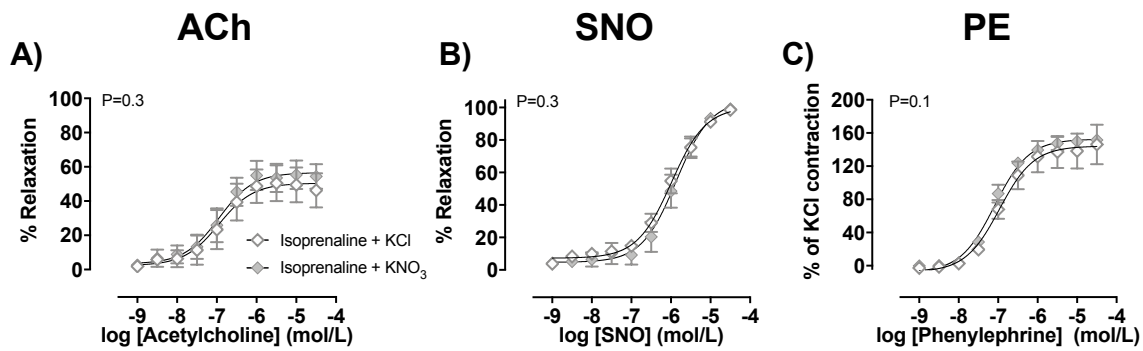 ACh
SNO
PE
A)
B)
C)
P=0.3
% Relaxation
100
80
60
40
20
0
Isoprenaline + KCl
Isoprenaline + KNO₃
-9 -8 -7 -6 -5 -4
log [Acetylcholine] (mol/L)
P=0.3
% Relaxation
100
80
60
40
20
0
-9 -8 -7 -6 -5 -4
log [SNO] (mol/L)
P=0.1
% of KCl contraction
200
160
120
80
40
0
-9 -8 -7 -6 -5 -4
log [Phenylephrine] (mol/L)